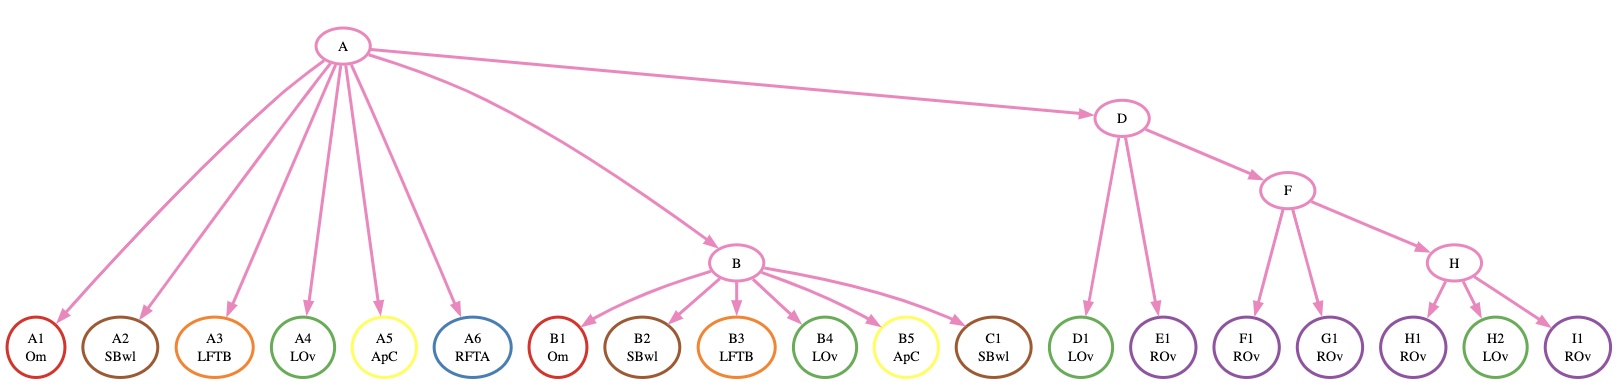 A
D
F
B
H
A1
Om
A2
SBwl
A3
LFTB
A4
LOv
A5
ApC
A6
RFTA
B1
Om
B2
SBwl
B3
LFTB
B4
LOv
B5
ApC
C1
SBwl
D1
LOv
E1
ROv
F1
ROv
G1
ROv
H1
ROv
H2
LOv
I1
ROv